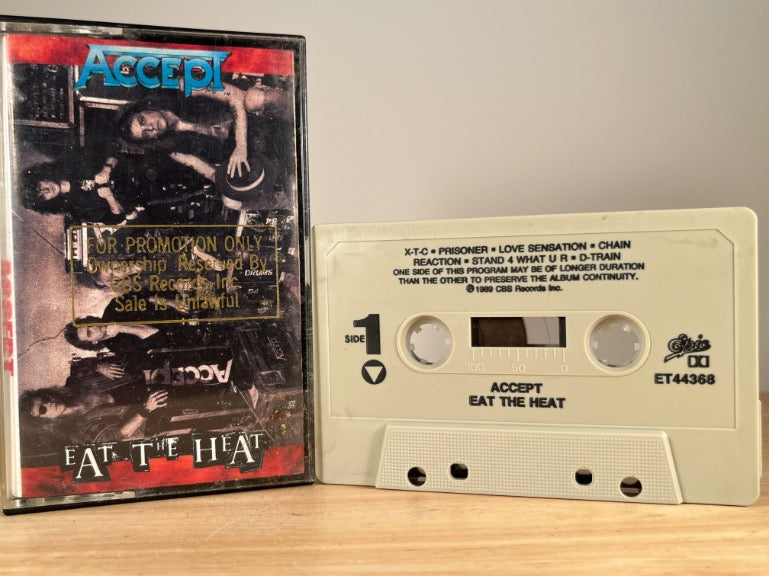 ACCEPT
FOR PROMOTION ONLY
Ownership Reserved By
CBS Records Inc.
Sale Is Unlawful
DRUMS
ACCEPT
EAT THE HEAT
ACCEPT
X-T-C ▪ PRISONER ▪ LOVE SENSATION ▪ CHAIN
REACTION ▪ STAND 4 WHAT U R ▪ D-TRAIN
ONE SIDE OF THIS PROGRAM MAY BE OF LONGER DURATION
THAN THE OTHER TO PRESERVE THE ALBUM CONTINUITY.
℗ 1989 CBS Records Inc.
SIDE 1
100 50 0
Epic
ET44368
ACCEPT
EAT THE HEAT